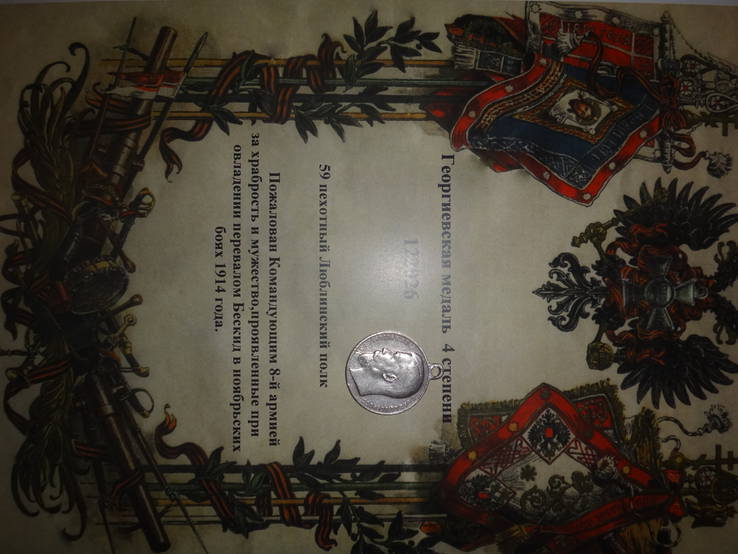 Георгиевская медаль 4 степени
59 пехотный Люблинский полк
Пожалован Командующим 8-й армией
за храбрость и мужество,проявленные при
овладении перевалом Бескид в ноябрьских
боях 1914 года.